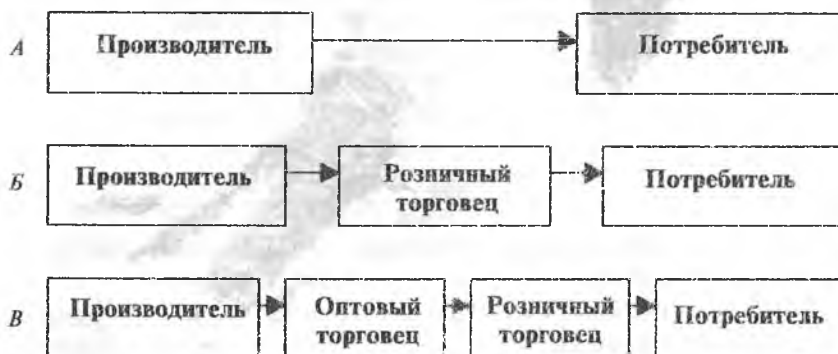 А Производитель Потребитель
Б Производитель Розничный торговец Потребитель
В Производитель Оптовый торговец Розничный торговец Потребитель